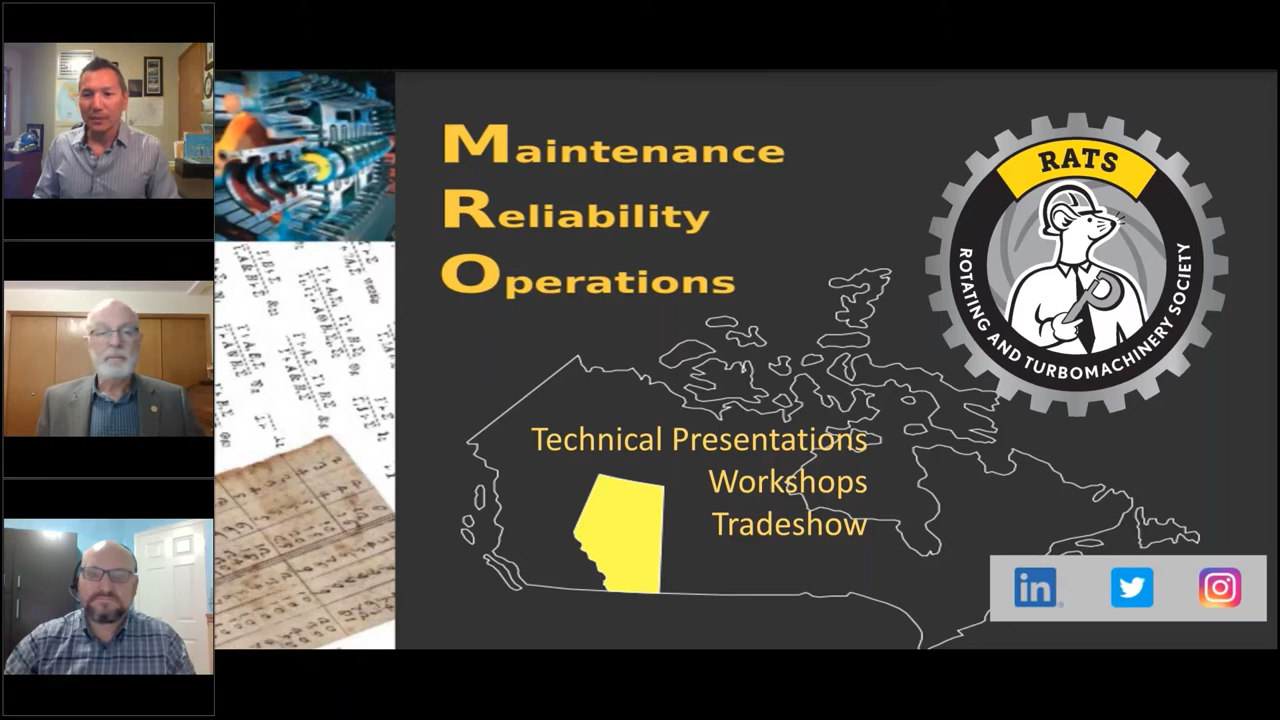 Maintenance
Reliability
Operations
RATS
ROTATING AND TURBOMACHINERY SOCIETY
Technical Presentations
Workshops
Tradeshow
in